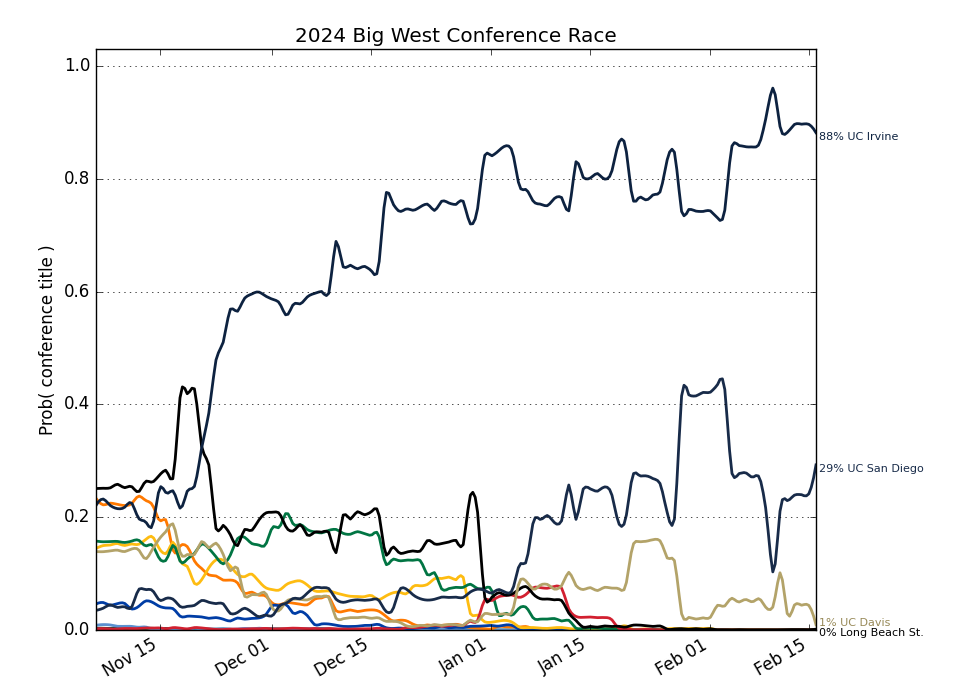 2024 Big West Conference Race
1.0
0.8
0.6
0.4
0.2
0.0
Prob( conference title )
88% UC Irvine
29% UC San Diego
1% UC Davis
0% Long Beach St.
Nov 15
Dec 01
Dec 15
Jan 01
Jan 15
Feb 01
Feb 15